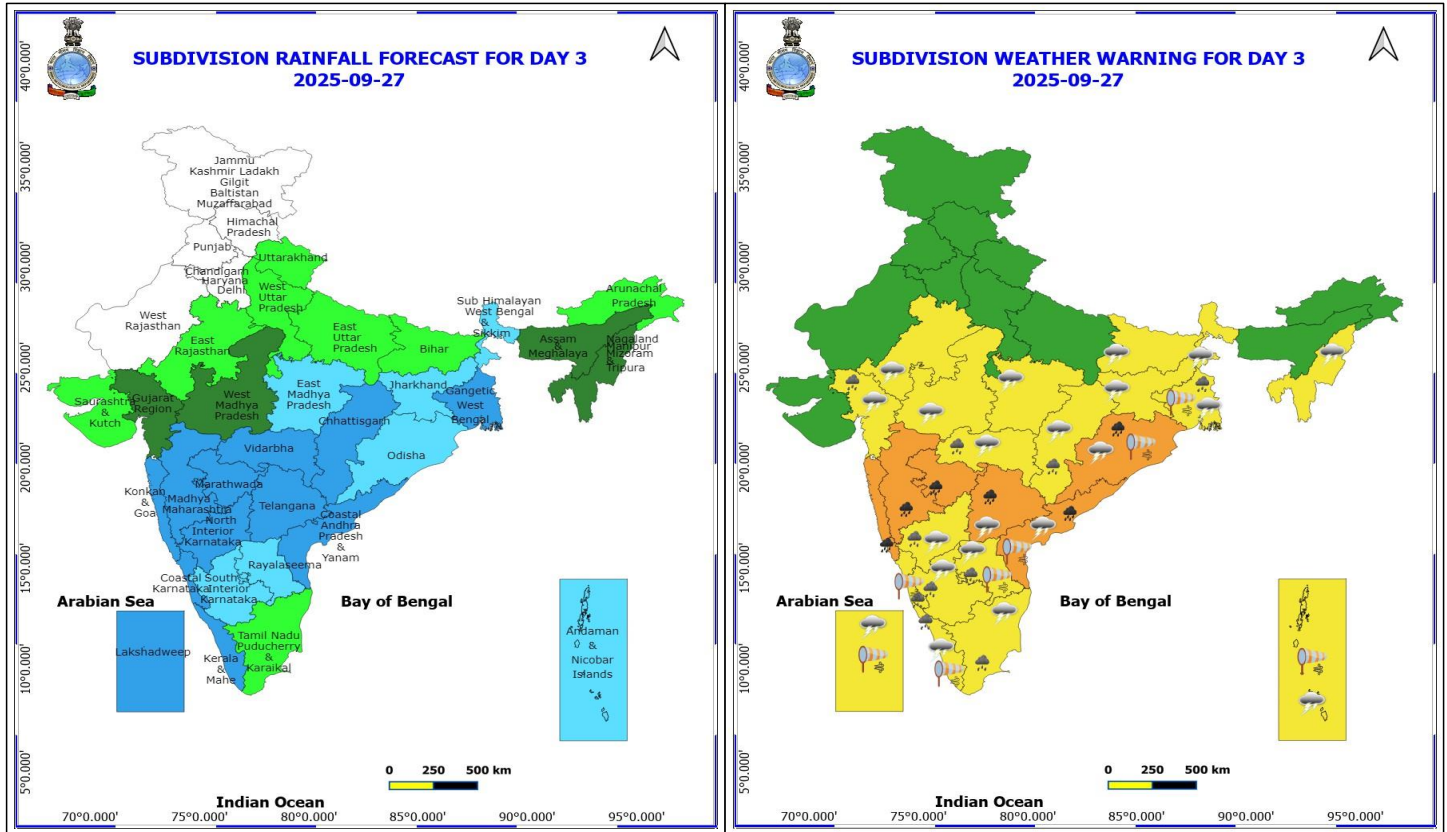 SUBDIVISION RAINFALL FORECAST FOR DAY 3
2025-09-27
40°0.000'
35°0.000'
30°0.000'
25°0.000'
20°0.000'
15°0.000'
10°0.000'
5°0.000'
Jammu
Kashmir Ladakh
Gilgit
Baltistan
Muzaffarabad
Himachal
Pradesh
Punjab
Chandigarh
Haryana
Delhi
Uttarakhand
West
Uttar
Pradesh
West
Rajasthan
East
Rajasthan
East
Uttar
Pradesh
Bihar
Sub Himalayan
West Bengal
&
Sikkim
Arunachal
Pradesh
Assam
&
Meghalaya
Nagaland
Manipur
Mizoram
&
Tripura
Saurashtra
&
Kutch
Gujarat
Region
West
Madhya
Pradesh
East
Madhya
Pradesh
Jharkhand
Gangetic
West
Bengal
Chhattisgarh
Odisha
Vidarbha
Konkan
&
Goa
Madhya
Maharashtra
Marathwada
Telangana
North
Interior
Karnataka
Coastal
Andhra
Pradesh
&
Yanam
Rayalaseema
Coastal
Karnataka
South
Interior
Karnataka
Tamil Nadu
Puducherry
&
Karaikal
Kerala
&
Mahe
Arabian Sea
Lakshadweep
Bay of Bengal
Andaman
&
Nicobar
Islands
0 250 500 km
Indian Ocean
70°0.000' 75°0.000' 80°0.000' 85°0.000' 90°0.000' 95°0.000'
SUBDIVISION WEATHER WARNING FOR DAY 3
2025-09-27
40°0.000'
35°0.000'
30°0.000'
25°0.000'
20°0.000'
15°0.000'
10°0.000'
5°0.000'
Arabian Sea
Bay of Bengal
0 250 500 km
Indian Ocean
70°0.000' 75°0.000' 80°0.000' 85°0.000' 90°0.000' 95°0.000'